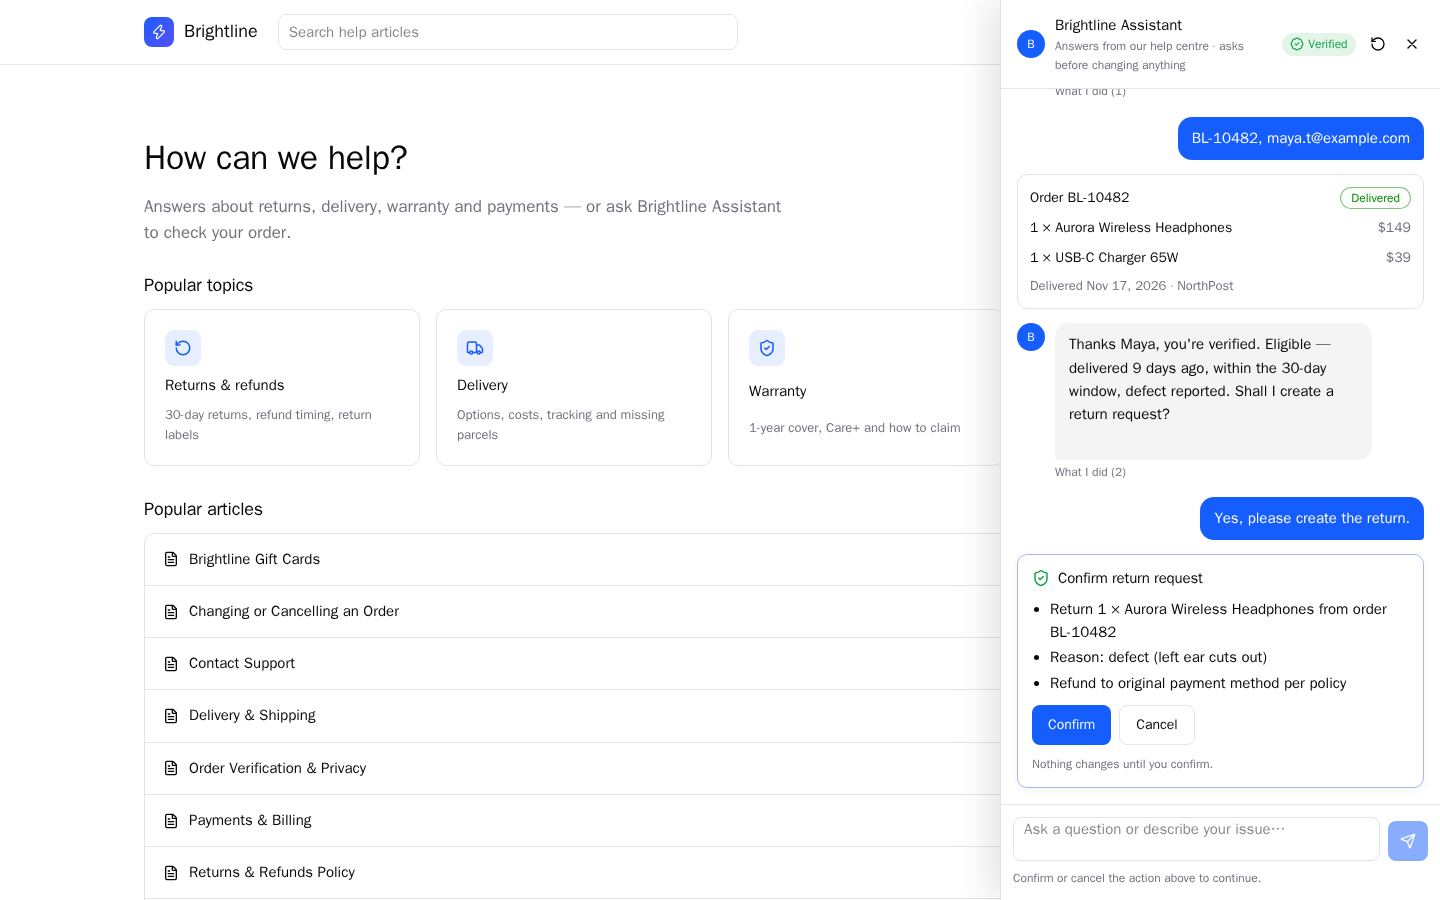 Brightline
Search help articles
How can we help?
Answers about returns, delivery, warranty and payments — or ask Brightline Assistant
to check your order.
Popular topics
Returns & refunds
30-day returns, refund timing, return
labels
Delivery
Options, costs, tracking and missing
parcels
Warranty
1-year cover, Care+ and how to claim
Popular articles
Brightline Gift Cards
Changing or Cancelling an Order
Contact Support
Delivery & Shipping
Order Verification & Privacy
Payments & Billing
Returns & Refunds Policy
B
Brightline Assistant
Answers from our help centre · asks
before changing anything
Verified
What I did (1)
BL-10482, maya.t@example.com
Order BL-10482
Delivered
1 × Aurora Wireless Headphones
$149
1 × USB-C Charger 65W
$39
Delivered Nov 17, 2026 · NorthPost
B
Thanks Maya, you're verified. Eligible —
delivered 9 days ago, within the 30-day
window, defect reported. Shall I create a
return request?
What I did (2)
Yes, please create the return.
Confirm return request
• Return 1 × Aurora Wireless Headphones from order
BL-10482
• Reason: defect (left ear cuts out)
• Refund to original payment method per policy
Confirm
Cancel
Nothing changes until you confirm.
Ask a question or describe your issue…
Confirm or cancel the action above to continue.